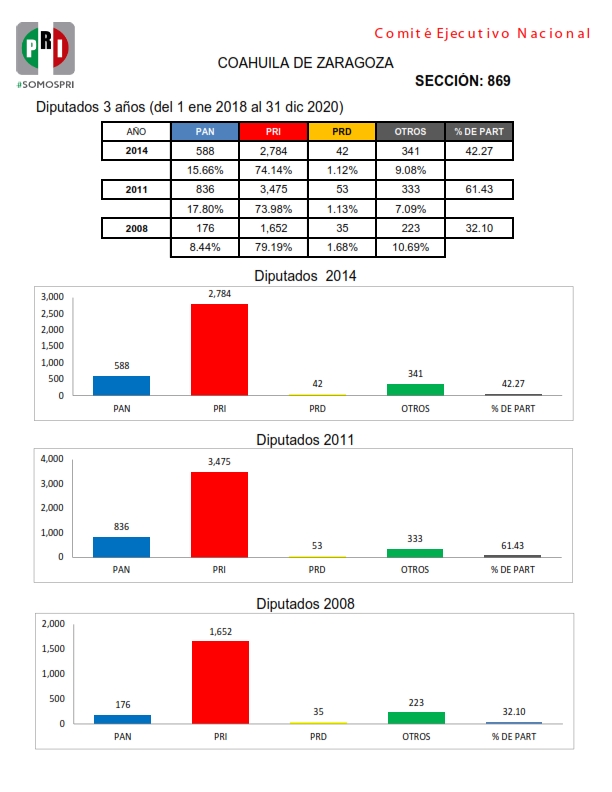 Comité Ejecutivo Nacional
PRI
#SOMOSPRI
COAHUILA DE ZARAGOZA
SECCIÓN: 869
Diputados 3 años (del 1 ene 2018 al 31 dic 2020)
AÑO PAN PRI PRD OTROS % DE PART
2014 588 2,784 42 341 42.27
15.66% 74.14% 1.12% 9.08%
2011 836 3,475 53 333 61.43
17.80% 73.98% 1.13% 7.09%
2008 176 1,652 35 223 32.10
8.44% 79.19% 1.68% 10.69%
Diputados 2014
3,000
2,500
2,000
1,500
1,000
500
0
588 2,784 42 341 42.27
PAN PRI PRD OTROS % DE PART
Diputados 2011
4,000
3,000
2,000
1,000
0
836 3,475 53 333 61.43
PAN PRI PRD OTROS % DE PART
Diputados 2008
2,000
1,500
1,000
500
0
176 1,652 35 223 32.10
PAN PRI PRD OTROS % DE PART